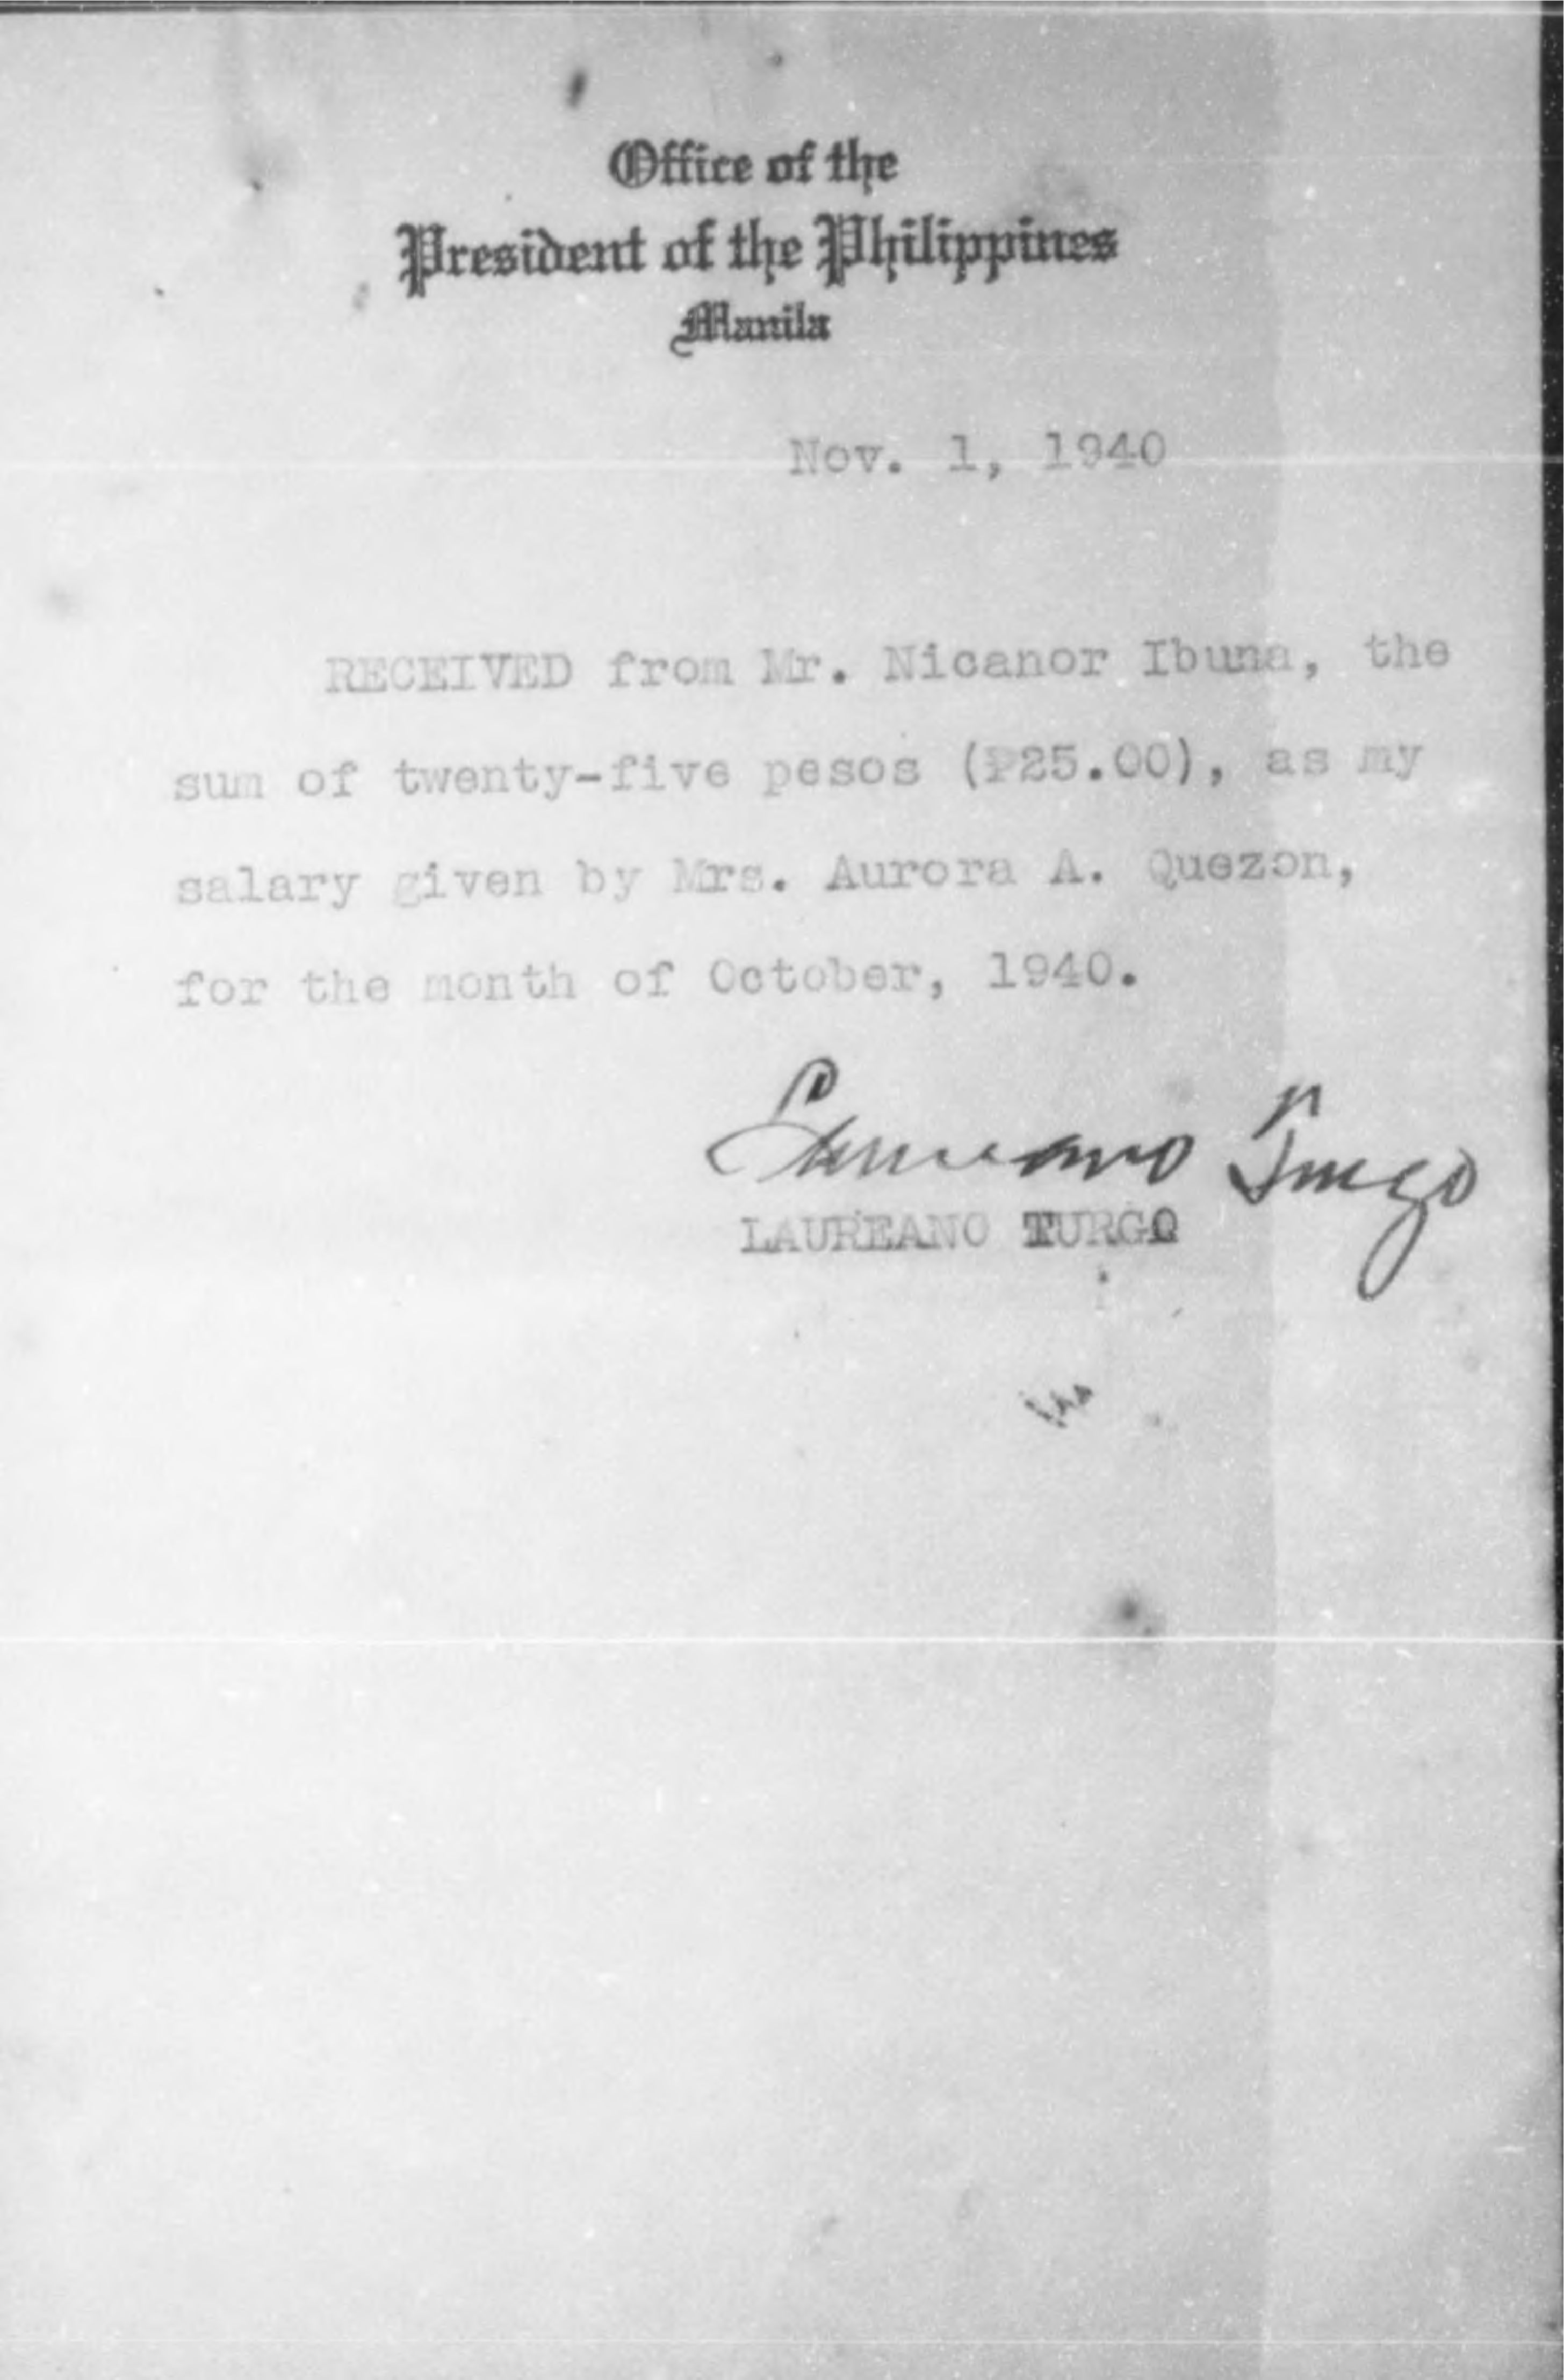 Office of the
President of the Philippines
Manila
Nov. 1, 1940
RECEIVED from Mr. Nicanor Ibuna, the
sum of twenty-five pesos (₱25.00), as my
salary given by Mrs. Aurora A. Quezon,
for the month of October, 1940.
Laureano Turgo
LAUREANO TURGO